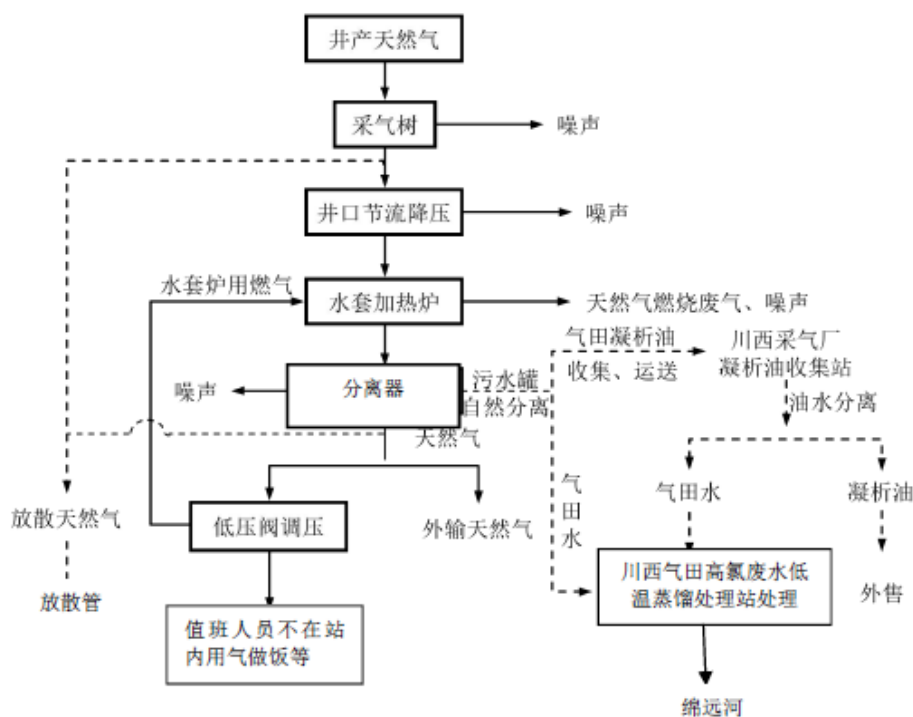 井产天然气
采气树
噪声
井口节流降压
噪声
水套炉用燃气
水套加热炉
天然气燃烧废气、噪声
气田凝析油
收集、运送
川西采气厂
凝析油收集站
噪声
分离器
污水罐
自然分离
油水分离
天然气
气田水
气田水
凝析油
放散天然气
低压阀调压
外输天然气
川西气田高氯废水低
温蒸馏处理站处理
外售
放散管
值班人员不在站
内用气做饭等
绵远河